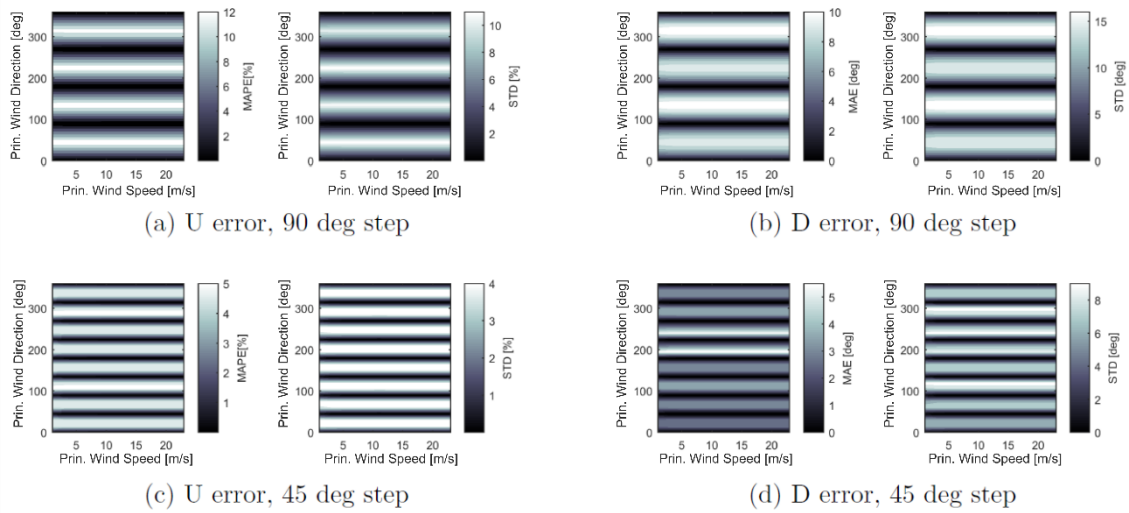 12
10
8
6
4
2
MAPE[%]
300
200
100
0
Prin. Wind Direction [deg]
5 10 15 20
Prin. Wind Speed [m/s]
10
8
6
4
2
STD [%]
300
200
100
0
Prin. Wind Direction [deg]
5 10 15 20
Prin. Wind Speed [m/s]
(a) U error, 90 deg step
10
8
6
4
2
0
MAE [deg]
300
200
100
0
Prin. Wind Direction [deg]
5 10 15 20
Prin. Wind Speed [m/s]
15
10
5
0
STD [deg]
300
200
100
0
Prin. Wind Direction [deg]
5 10 15 20
Prin. Wind Speed [m/s]
(b) D error, 90 deg step
5
4
3
2
1
MAPE[%]
300
200
100
0
Prin. Wind Direction [deg]
5 10 15 20
Prin. Wind Speed [m/s]
4
3
2
1
STD [%]
300
200
100
0
Prin. Wind Direction [deg]
5 10 15 20
Prin. Wind Speed [m/s]
(c) U error, 45 deg step
5
4
3
2
1
0
MAE [deg]
300
200
100
0
Prin. Wind Direction [deg]
5 10 15 20
Prin. Wind Speed [m/s]
8
6
4
2
0
STD [deg]
300
200
100
0
Prin. Wind Direction [deg]
5 10 15 20
Prin. Wind Speed [m/s]
(d) D error, 45 deg step